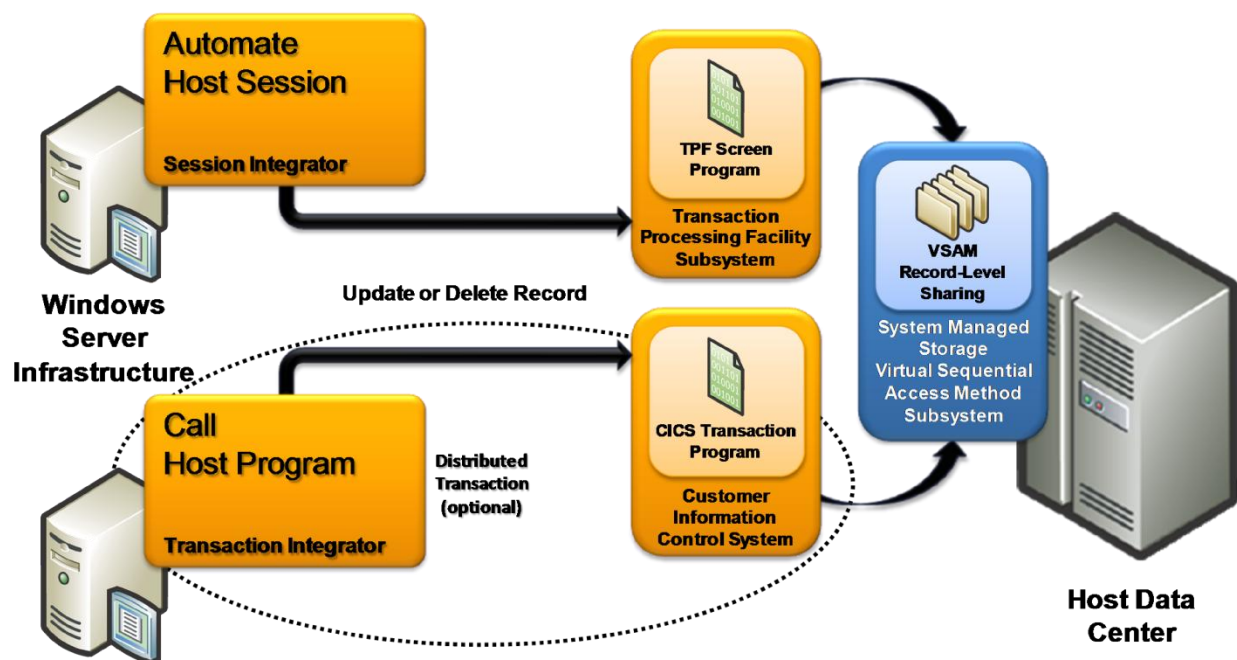 Automate
Host Session
Session Integrator
Windows
Server
Infrastructure
TPF Screen
Program
Transaction
Processing Facility
Subsystem
VSAM
Record-Level
Sharing
System Managed
Storage
Virtual Sequential
Access Method
Subsystem
Update or Delete Record
Call
Host Program
Transaction Integrator
Distributed
Transaction
(optional)
CICS Transaction
Program
Customer
Information
Control System
Host Data
Center